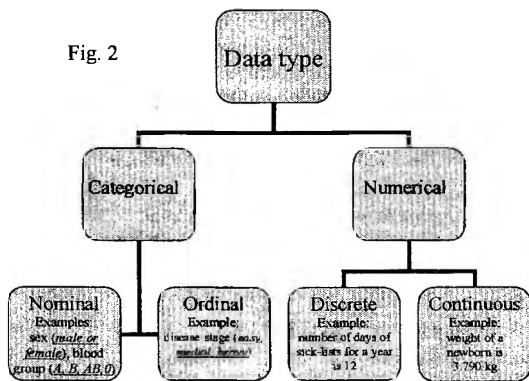 Fig. 2
Data type
Categorical
Numerical
Nominal
Examples:
sex (male or
female), blood
group (A, B, AB, 0)
Ordinal
Example:
disease stage (
Discrete
Example:
number of days of
sick-lists for a year
is 12
Continuous
Example:
weight of a
newborn is
3.790 kg